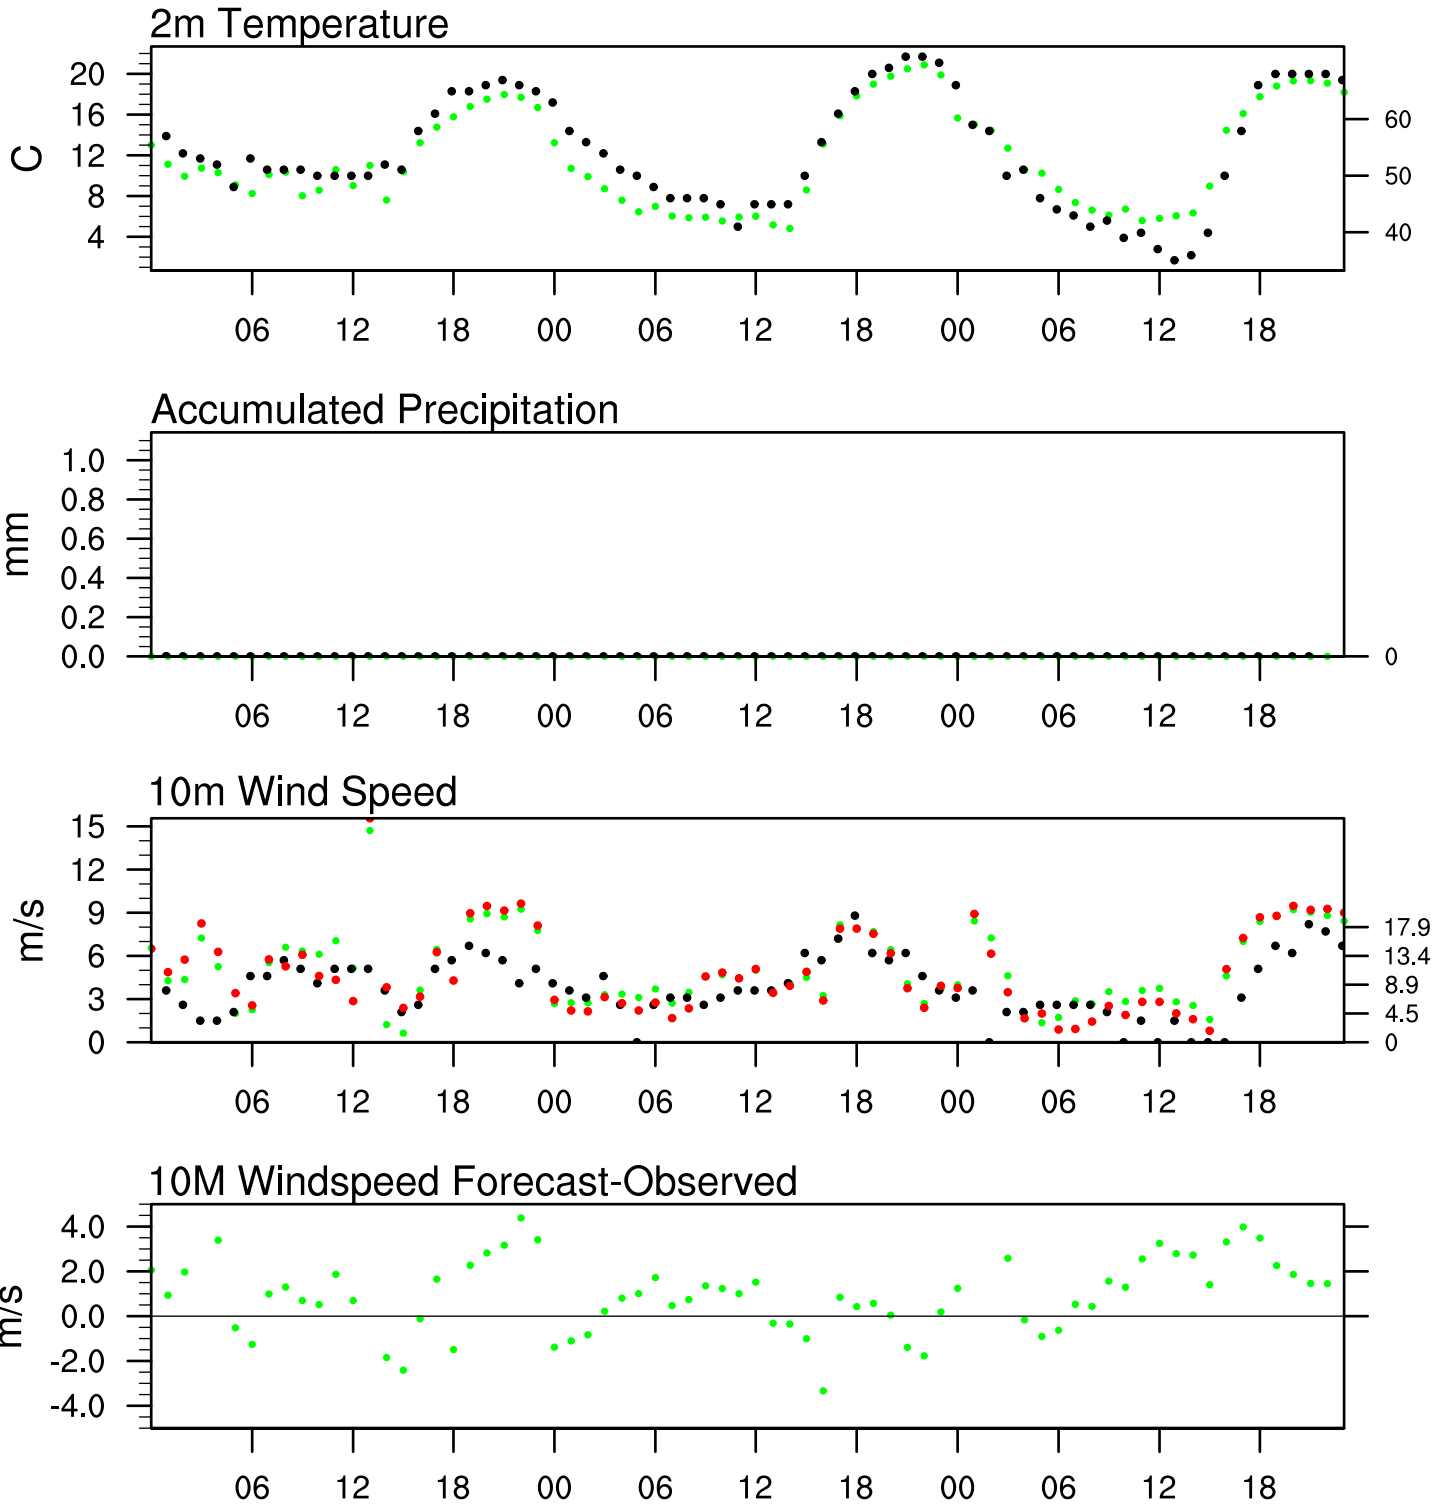 2m Temperature
C
20
16
12
8
4
60
50
40
06 12 18 00 06 12 18 00 06 12 18
Accumulated Precipitation
mm
1.0
0.8
0.6
0.4
0.2
0.0
0
06 12 18 00 06 12 18 00 06 12 18
10m Wind Speed
m/s
15
12
9
6
3
0
17.9
13.4
8.9
4.5
0
06 12 18 00 06 12 18 00 06 12 18
10M Windspeed Forecast-Observed
m/s
4.0
2.0
0.0
-2.0
-4.0
06 12 18 00 06 12 18 00 06 12 18